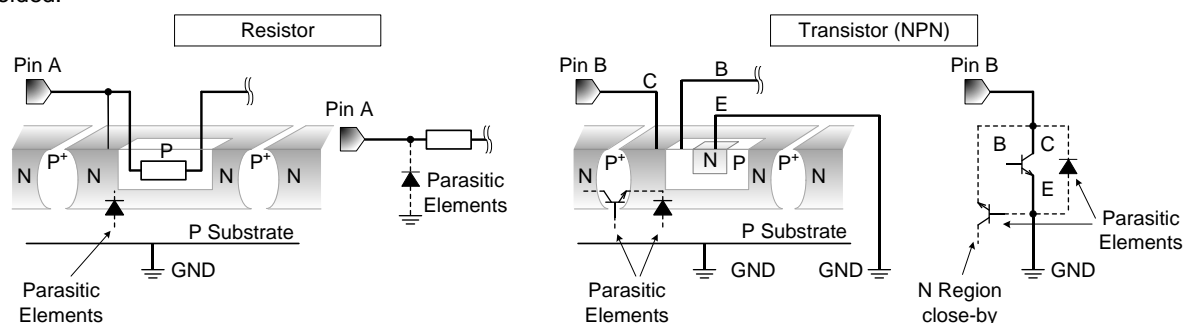 Resistor
Transistor (NPN)
Pin A
Pin A
P
N
P+
N
N
P+
N
Parasitic
Elements
P Substrate
GND
Parasitic
Elements
Pin B
C
B
E
N
P+
N
N
P
N
P+
N
P Substrate
GND
GND
Parasitic
Elements
Pin B
B
C
E
Parasitic
Elements
GND
N Region
close-by